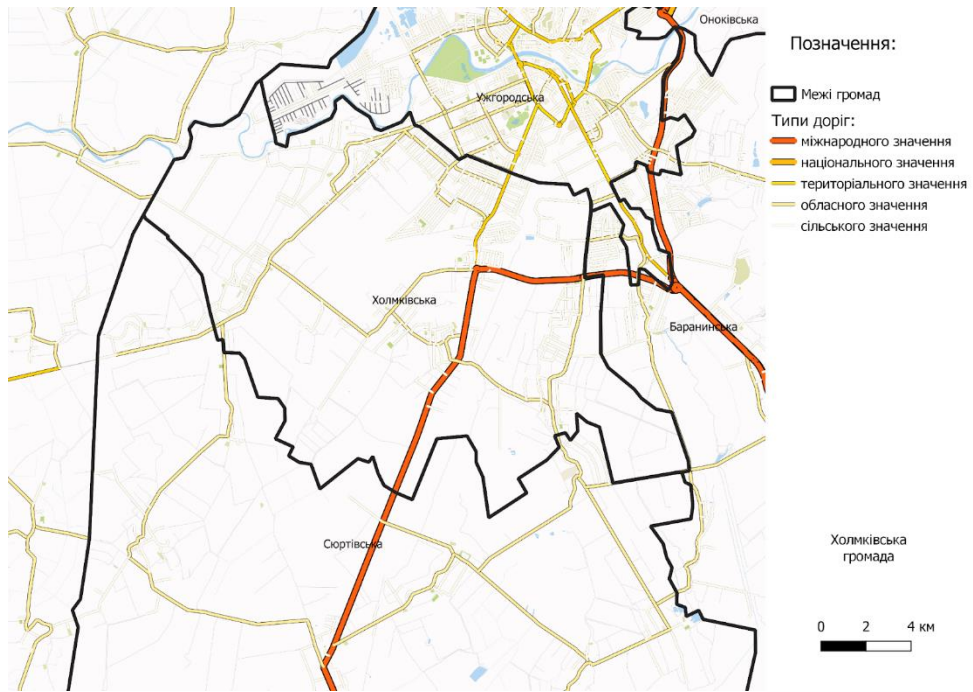 Оноківська
Ужгородська
Холмківська
Баранинська
Сюртівська
Позначення:
Межі громад
Типи доріг:
міжнародного значення
національного значення
територіального значення
обласного значення
сільського значення
Холмківська
громада
0 2 4 км